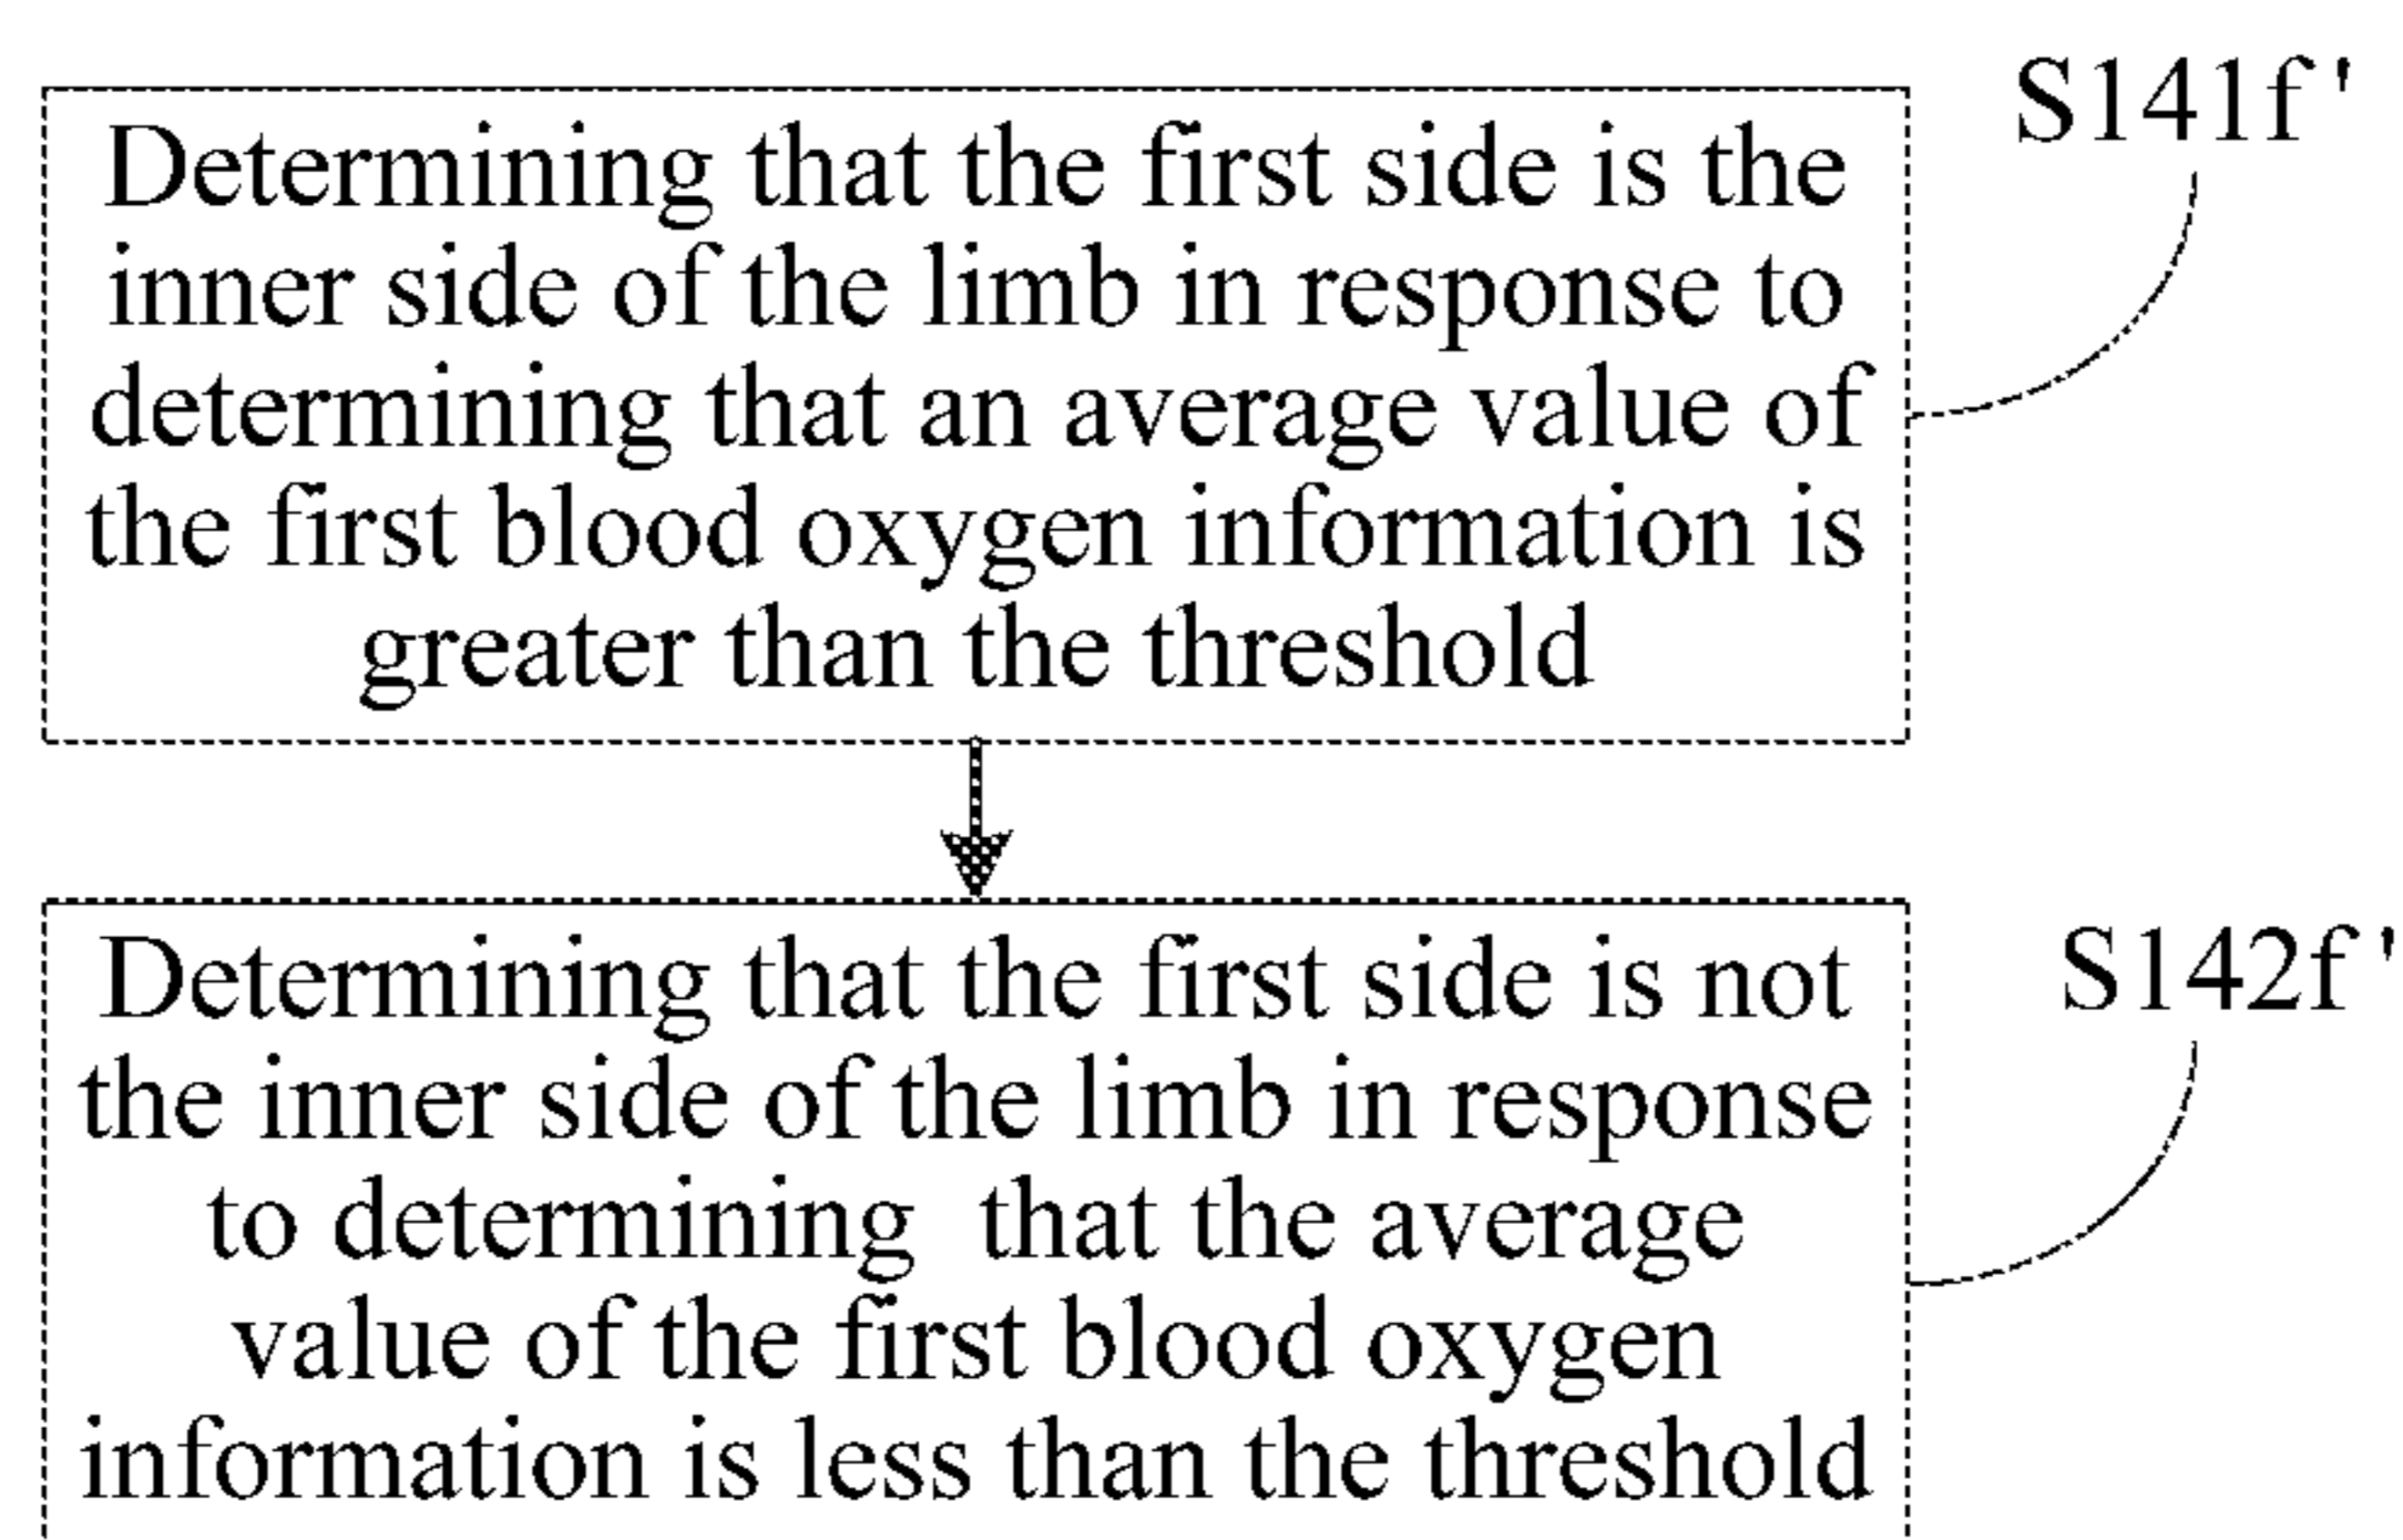 S141f '
Determining that the first side is the
inner side of the limb in response to
determining that an average value of
the first blood oxygen information is
greater than the threshold
S142f '
Determining that the first side is not
the inner side of the limb in response
to determining that the average
value of the first blood oxygen
information is less than the threshold